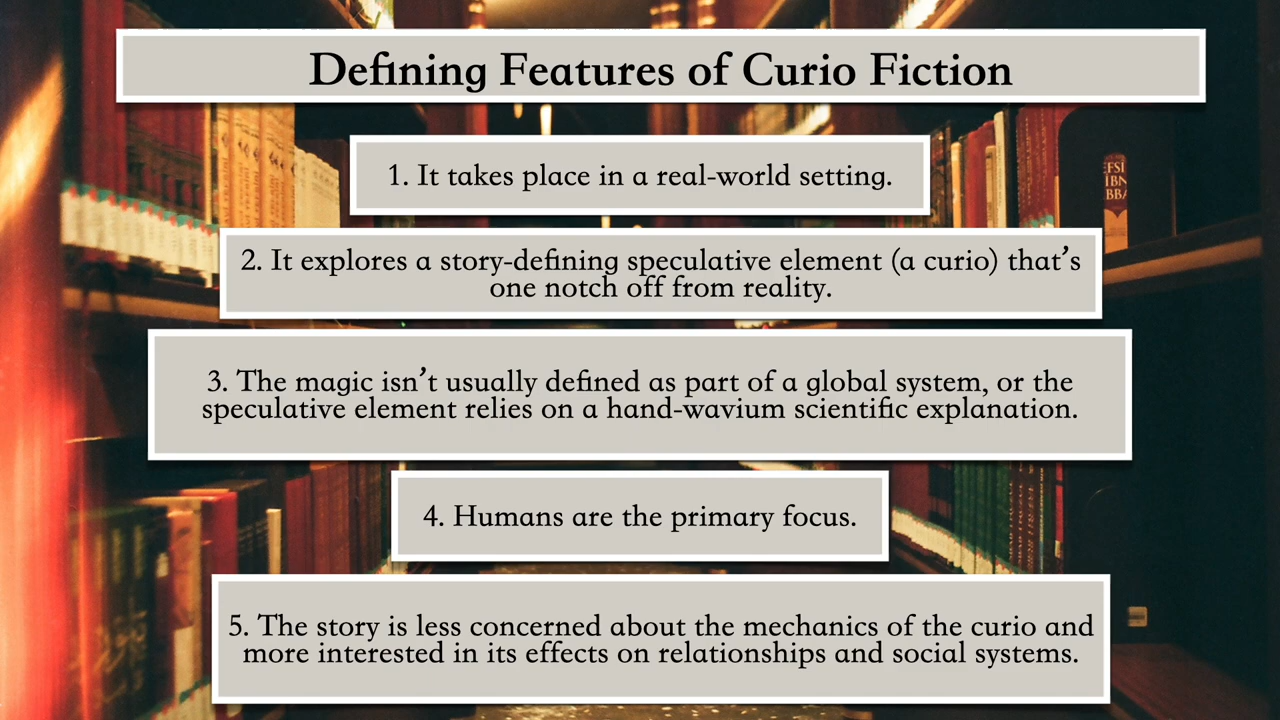 Defining Features of Curio Fiction
1. It takes place in a real-world setting.
2. It explores a story-defining speculative element (a curio) that’s
one notch off from reality.
3. The magic isn’t usually defined as part of a global system, or the
speculative element relies on a hand-wavium scientific explanation.
4. Humans are the primary focus.
5. The story is less concerned about the mechanics of the curio and
more interested in its effects on relationships and social systems.